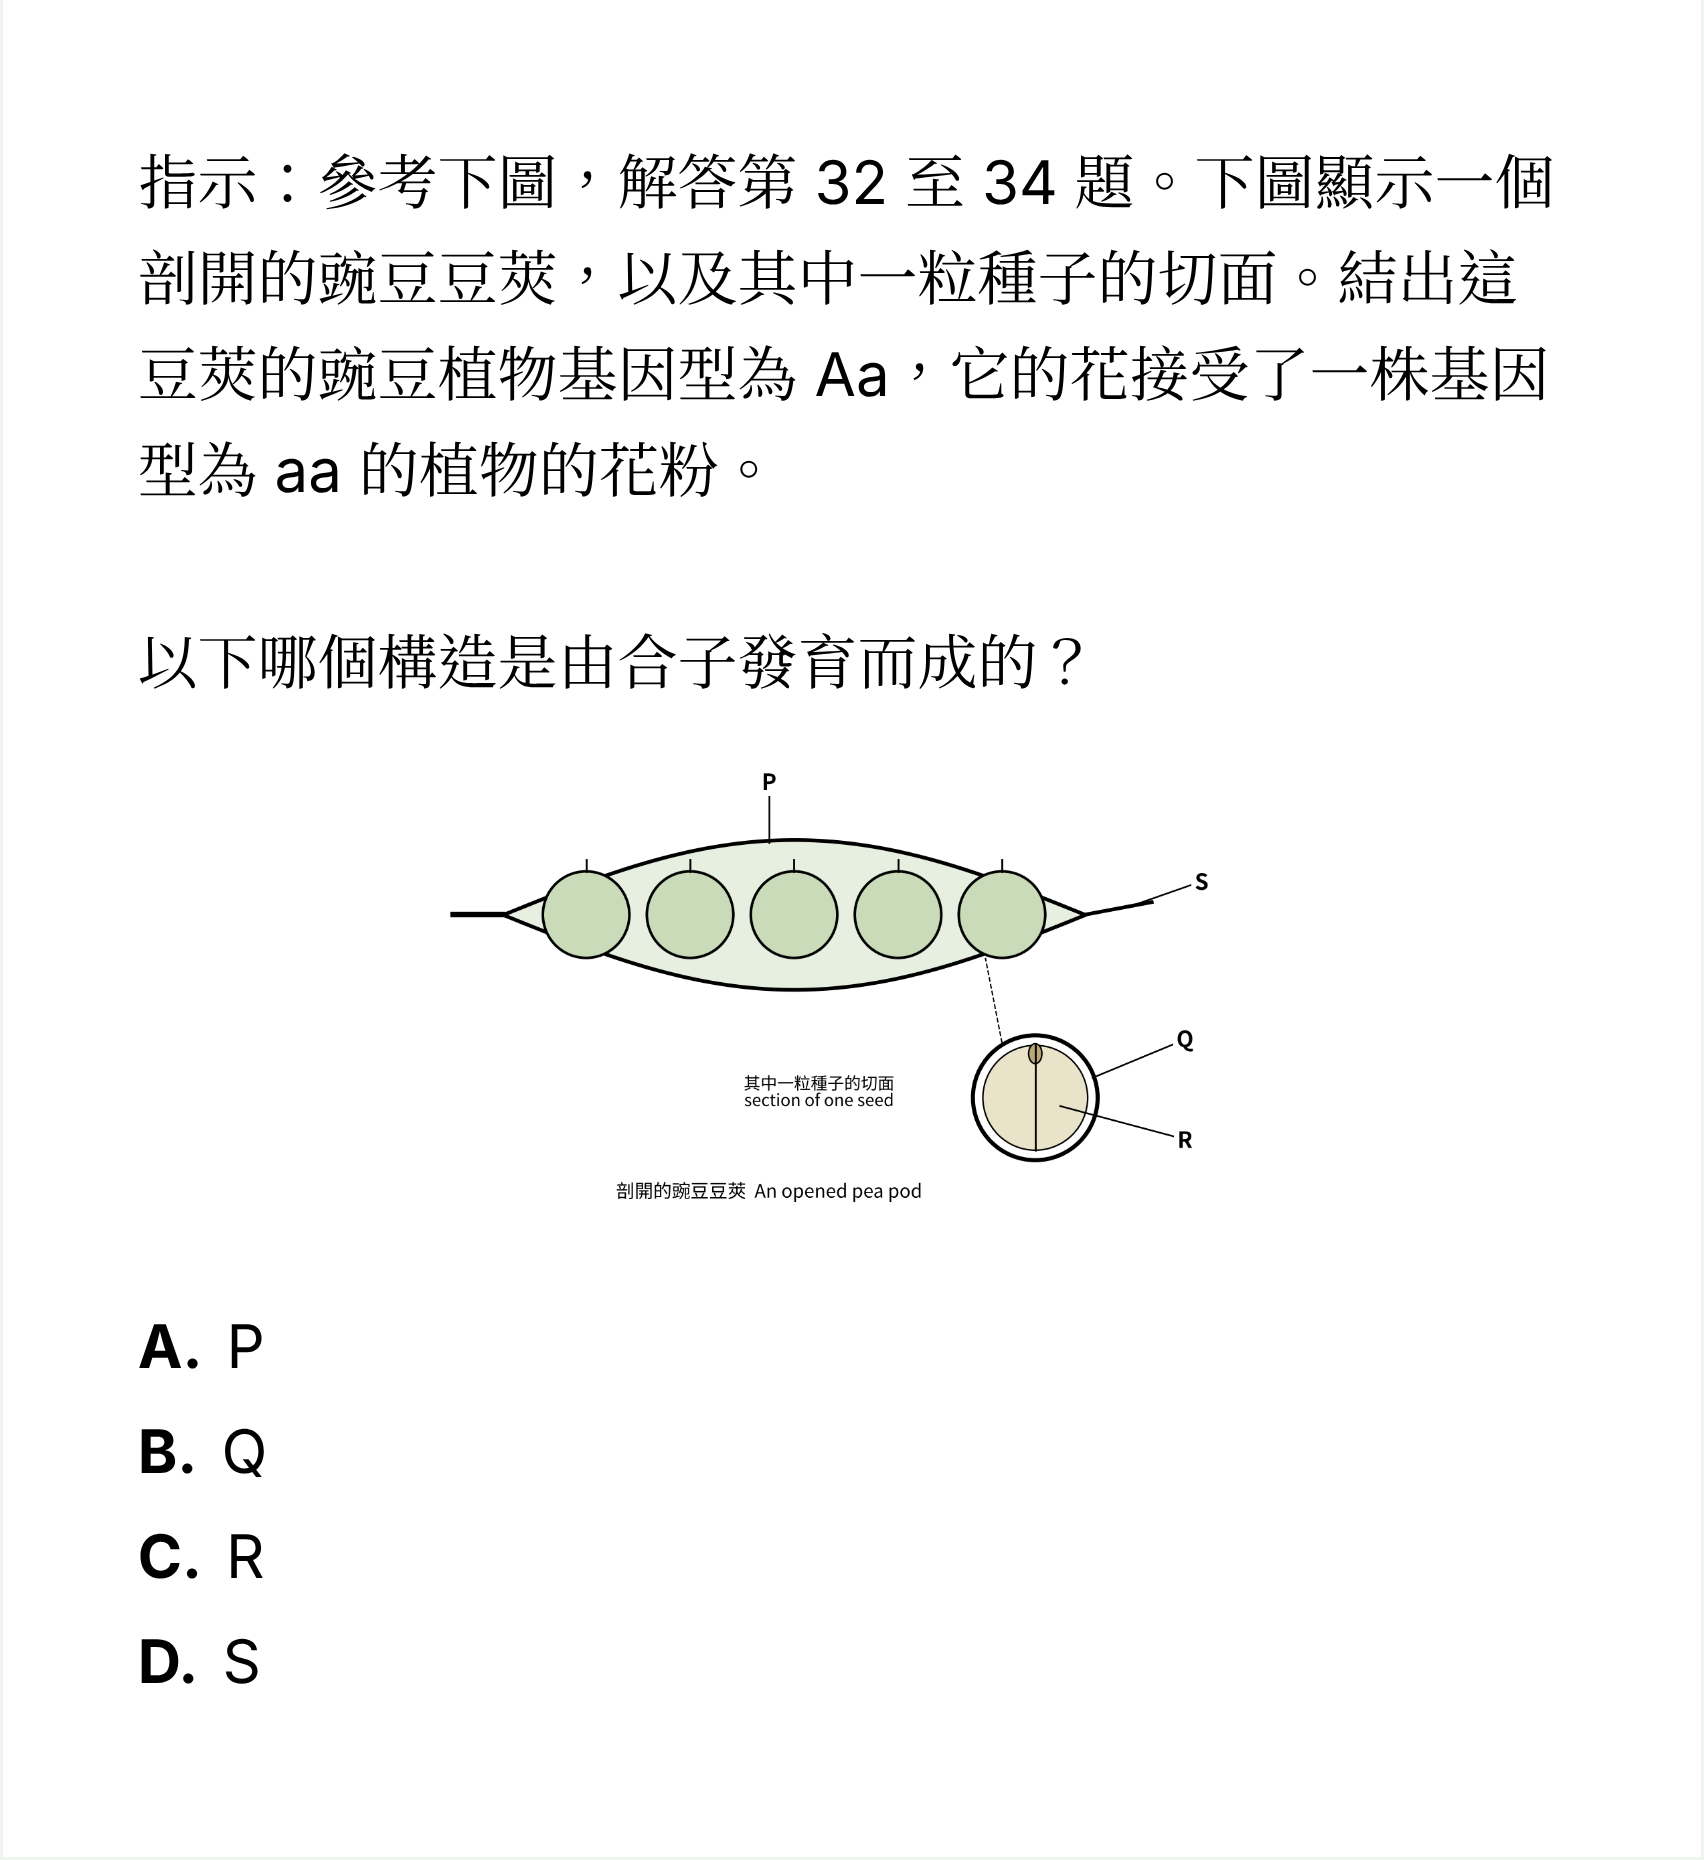 指示：參考下圖，解答第 32 至 34 題。下圖顯示一個
剖開的豌豆豆莢，以及其中一粒種子的切面。結出這
豆莢的豌豆植物基因型為 Aa，它的花接受了一株基因
型為 aa 的植物的花粉。
以下哪個構造是由合子發育而成的？
P
S
Q
其中一粒種子的切面
section of one seed
R
剖開的豌豆豆莢 An opened pea pod
A. P
B. Q
C. R
D. S